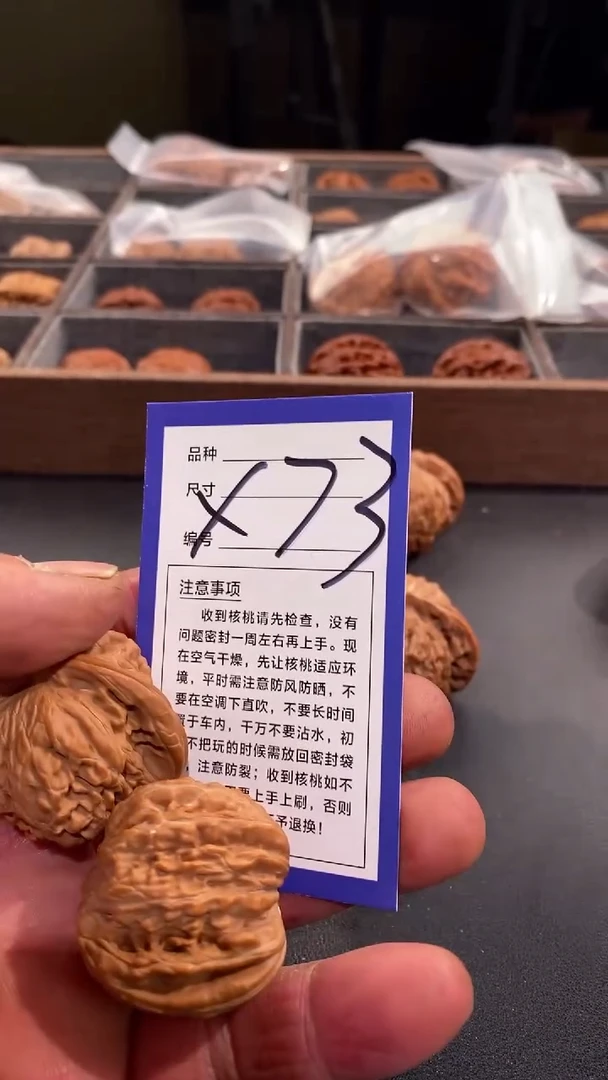 品种
尺寸
编号
X73
注意事项
收到核桃请先检查，没有
问题密封一周左右再上手。现
在空气干燥，先让核桃适应环
境，平时需注意防风防晒，不
要在空调下直吹，不要长时间
置于车内，千万不要沾水，初
不把玩的时候需放回密封袋
，注意防裂；收到核桃如不
要上手上刷，否则
予退换！